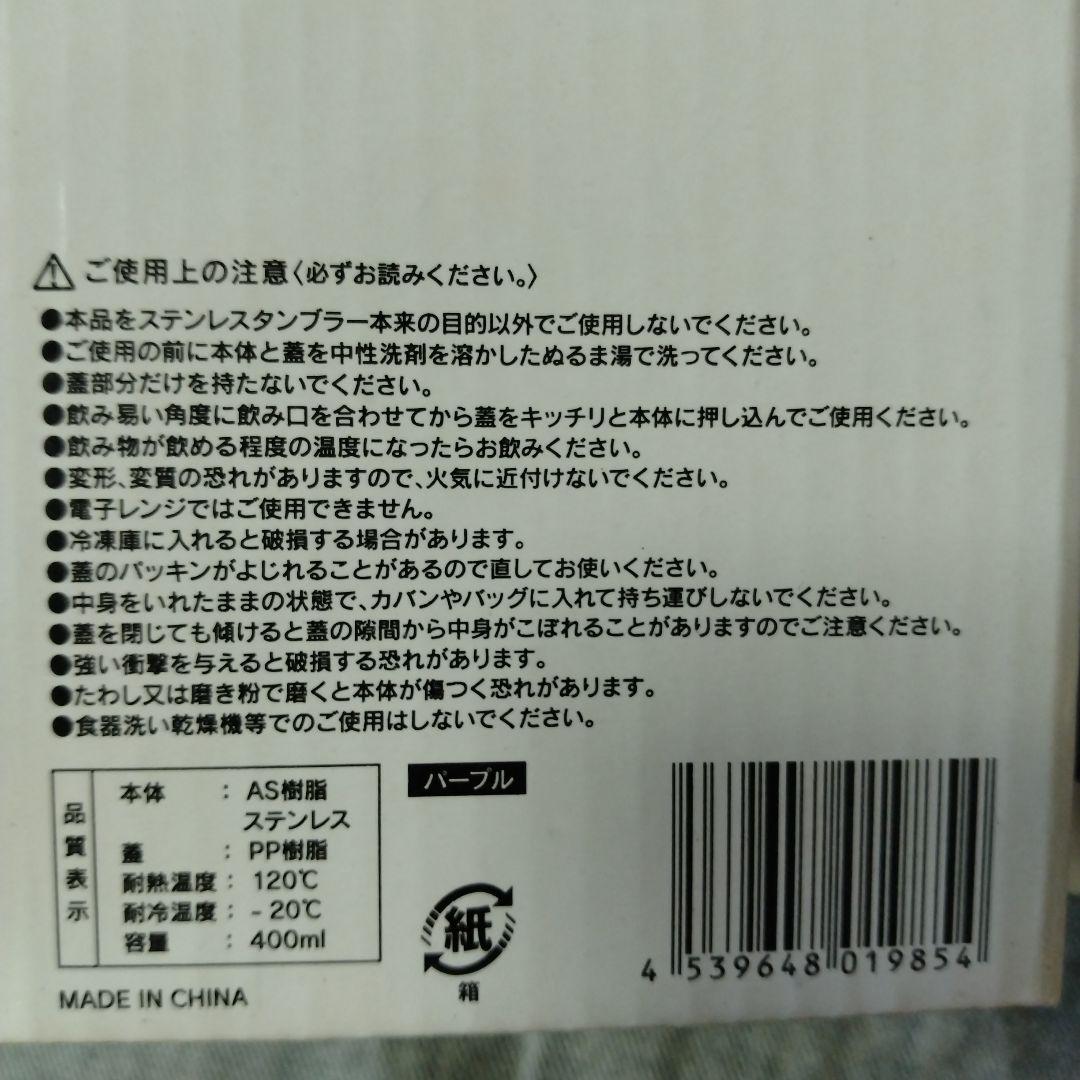 ご使用上の注意〈必ずお読みください。〉
●本品をステンレスタンブラー本来の目的以外でご使用しないでください。
●ご使用の前に本体と蓋を中性洗剤を溶かしたぬるま湯で洗ってください。
●蓋部分だけを持たないでください。
●飲み易い角度に飲み口を合わせてから蓋をキッチリと本体に押し込んでご使用ください。
●飲み物が飲める程度の温度になったらお飲みください。
●変形、変質の恐れがありますので、火気に近付けないでください。
●電子レンジではご使用できません。
●冷凍庫に入れると破損する場合があります。
●蓋のパッキンがよじれることがあるので直してお使いください。
●中身をいれたままの状態で、カバンやバッグに入れて持ち運びしないでください。
●蓋を閉じても傾けると蓋の隙間から中身がこぼれることがありますのでご注意ください。
●強い衝撃を与えると破損する恐れがあります。
●たわし又は磨き粉で磨くと本体が傷つく恐れがあります。
●食器洗い乾燥機等でのご使用はしないでください。
品質表示
本体 : AS樹脂
ステンレス
蓋 : PP樹脂
耐熱温度 : 120℃
耐冷温度 : -20℃
容量 : 400ml
MADE IN CHINA
パープル
紙
箱
4 539648 019854